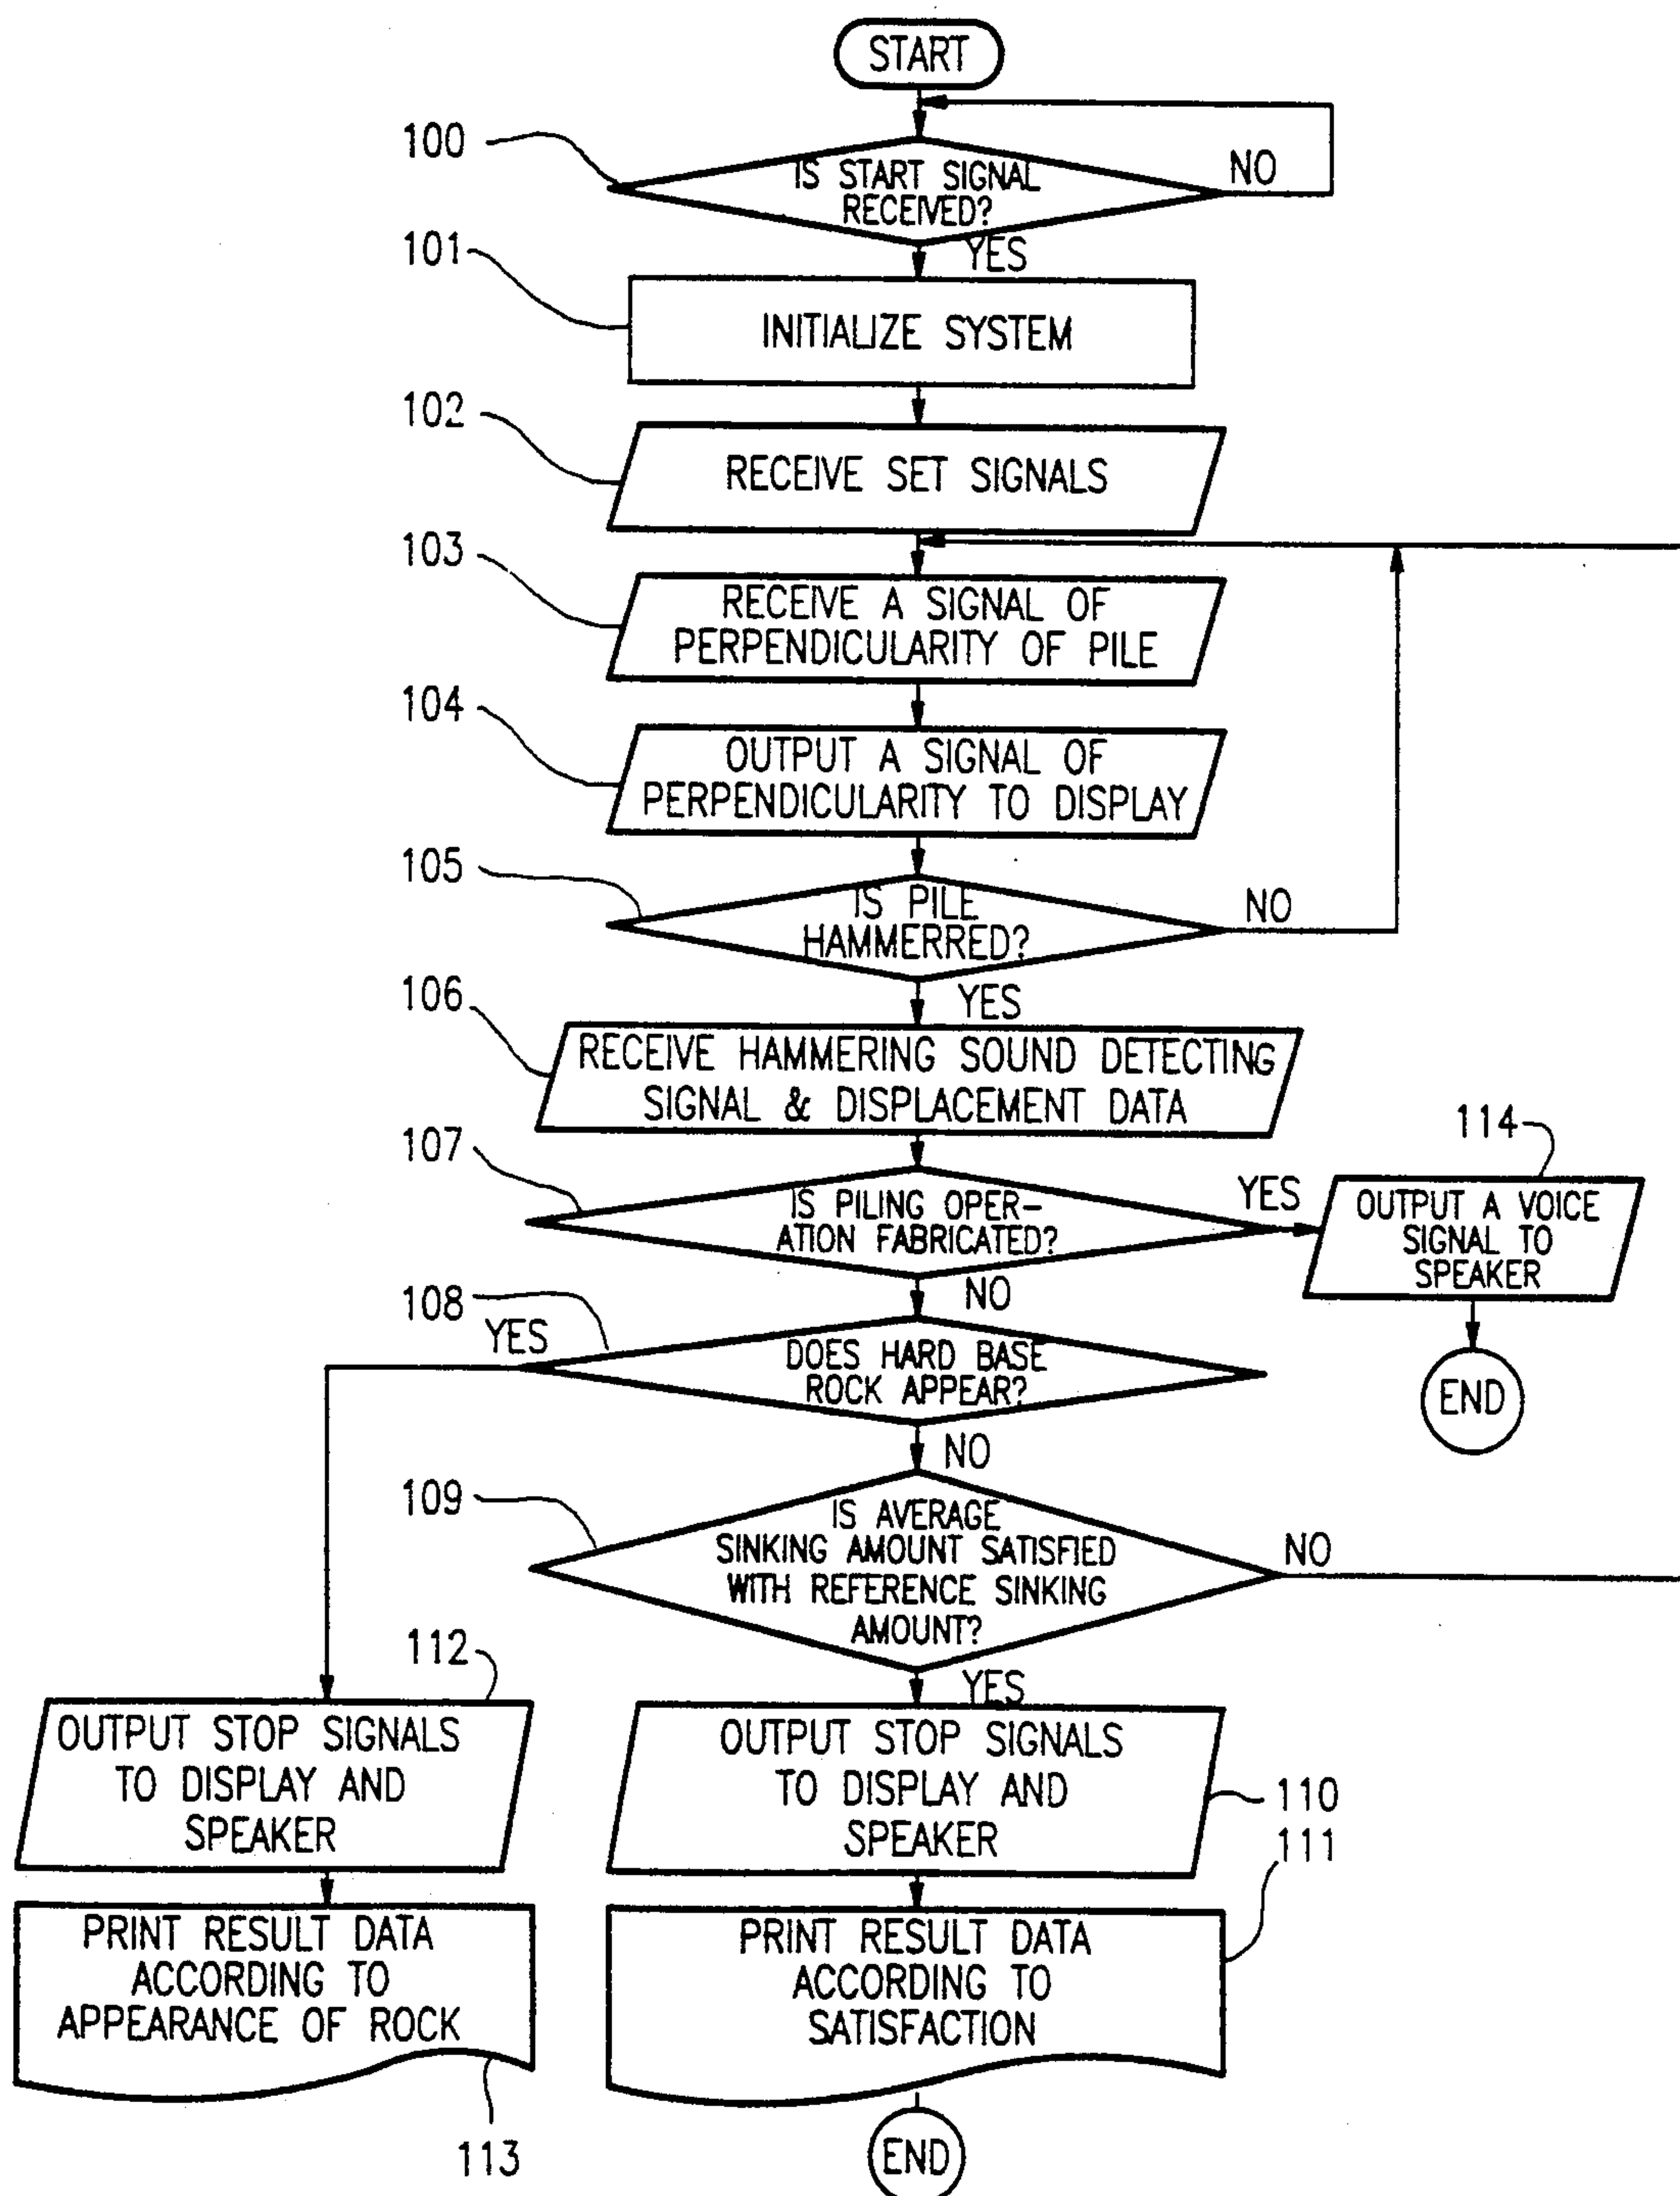 START
100
IS START SIGNAL
RECEIVED?
NO
YES
101
INITIALIZE SYSTEM
102
RECEIVE SET SIGNALS
103
RECEIVE A SIGNAL OF
PERPENDICULARITY OF PILE
104
OUTPUT A SIGNAL OF
PERPENDICULARITY TO DISPLAY
105
IS PILE
HAMMERRED?
NO
YES
106
RECEIVE HAMMERING SOUND DETECTING
SIGNAL & DISPLACEMENT DATA
107
IS PILING OPER-
ATION FABRICATED?
YES
114
OUTPUT A VOICE
SIGNAL TO
SPEAKER
END
NO
108
YES
DOES HARD BASE
ROCK APPEAR?
NO
109
IS AVERAGE
SINKING AMOUNT SATISFIED
WITH REFERENCE SINKING
AMOUNT?
NO
YES
112
OUTPUT STOP SIGNALS
TO DISPLAY AND
SPEAKER
OUTPUT STOP SIGNALS
TO DISPLAY AND
SPEAKER
110
111
PRINT RESULT DATA
ACCORDING TO
APPEARANCE OF ROCK
113
PRINT RESULT DATA
ACCORDING TO
SATISFACTION
END